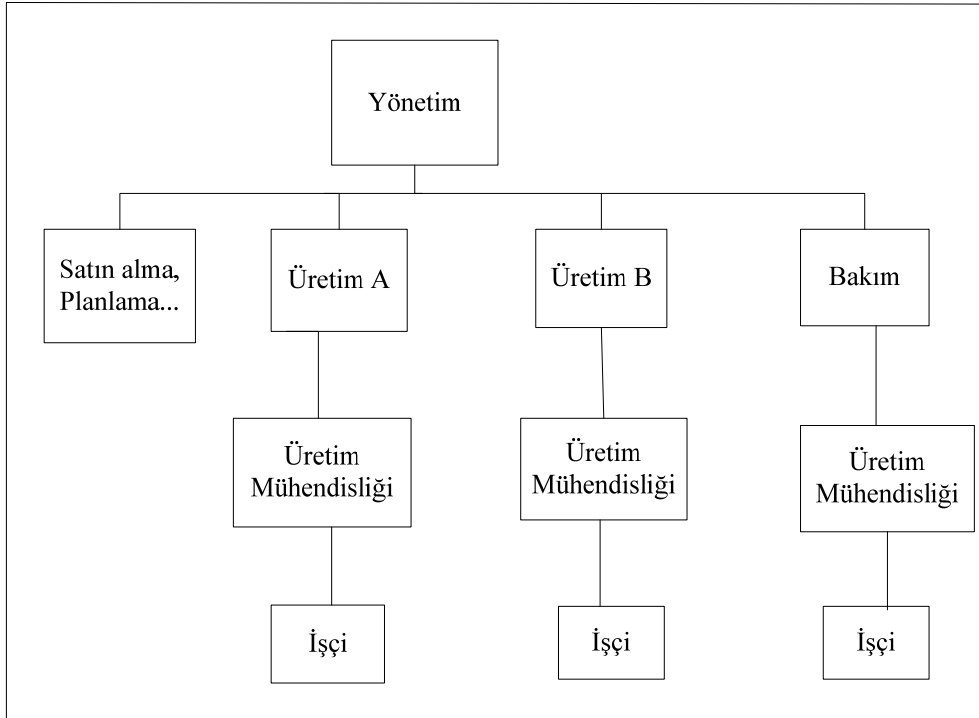 Yönetim
Satın alma,
Planlama...
Üretim A
Üretim B
Bakım
Üretim
Mühendisliği
Üretim
Mühendisliği
Üretim
Mühendisliği
İşçi
İşçi
İşçi